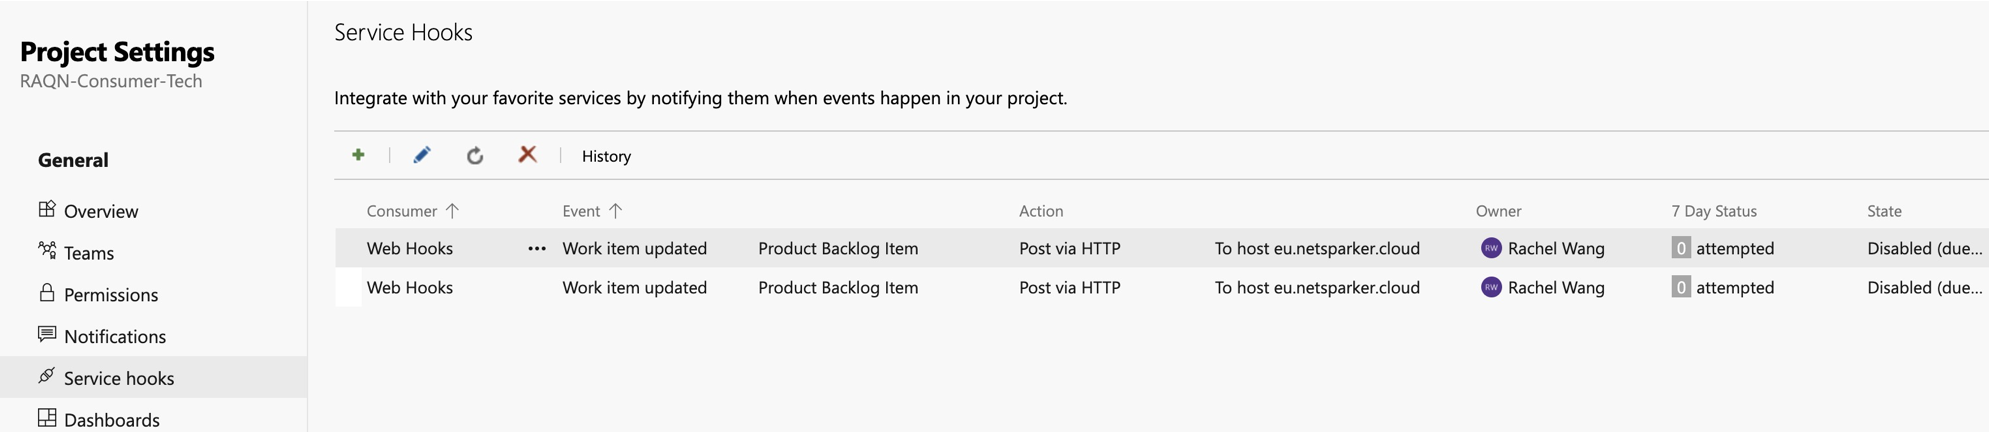 Project Settings
RAQN-Consumer-Tech
General
Overview
Teams
Permissions
Notifications
Service hooks
Dashboards
Service Hooks
Integrate with your favorite services by notifying them when events happen in your project.
History
Consumer ↑ Event ↑ Action Owner 7 Day Status State
Web Hooks ... Work item updated Product Backlog Item Post via HTTP To host eu.netsparker.cloud RW Rachel Wang 0 attempted Disabled (due...
Web Hooks Work item updated Product Backlog Item Post via HTTP To host eu.netsparker.cloud RW Rachel Wang 0 attempted Disabled (due...